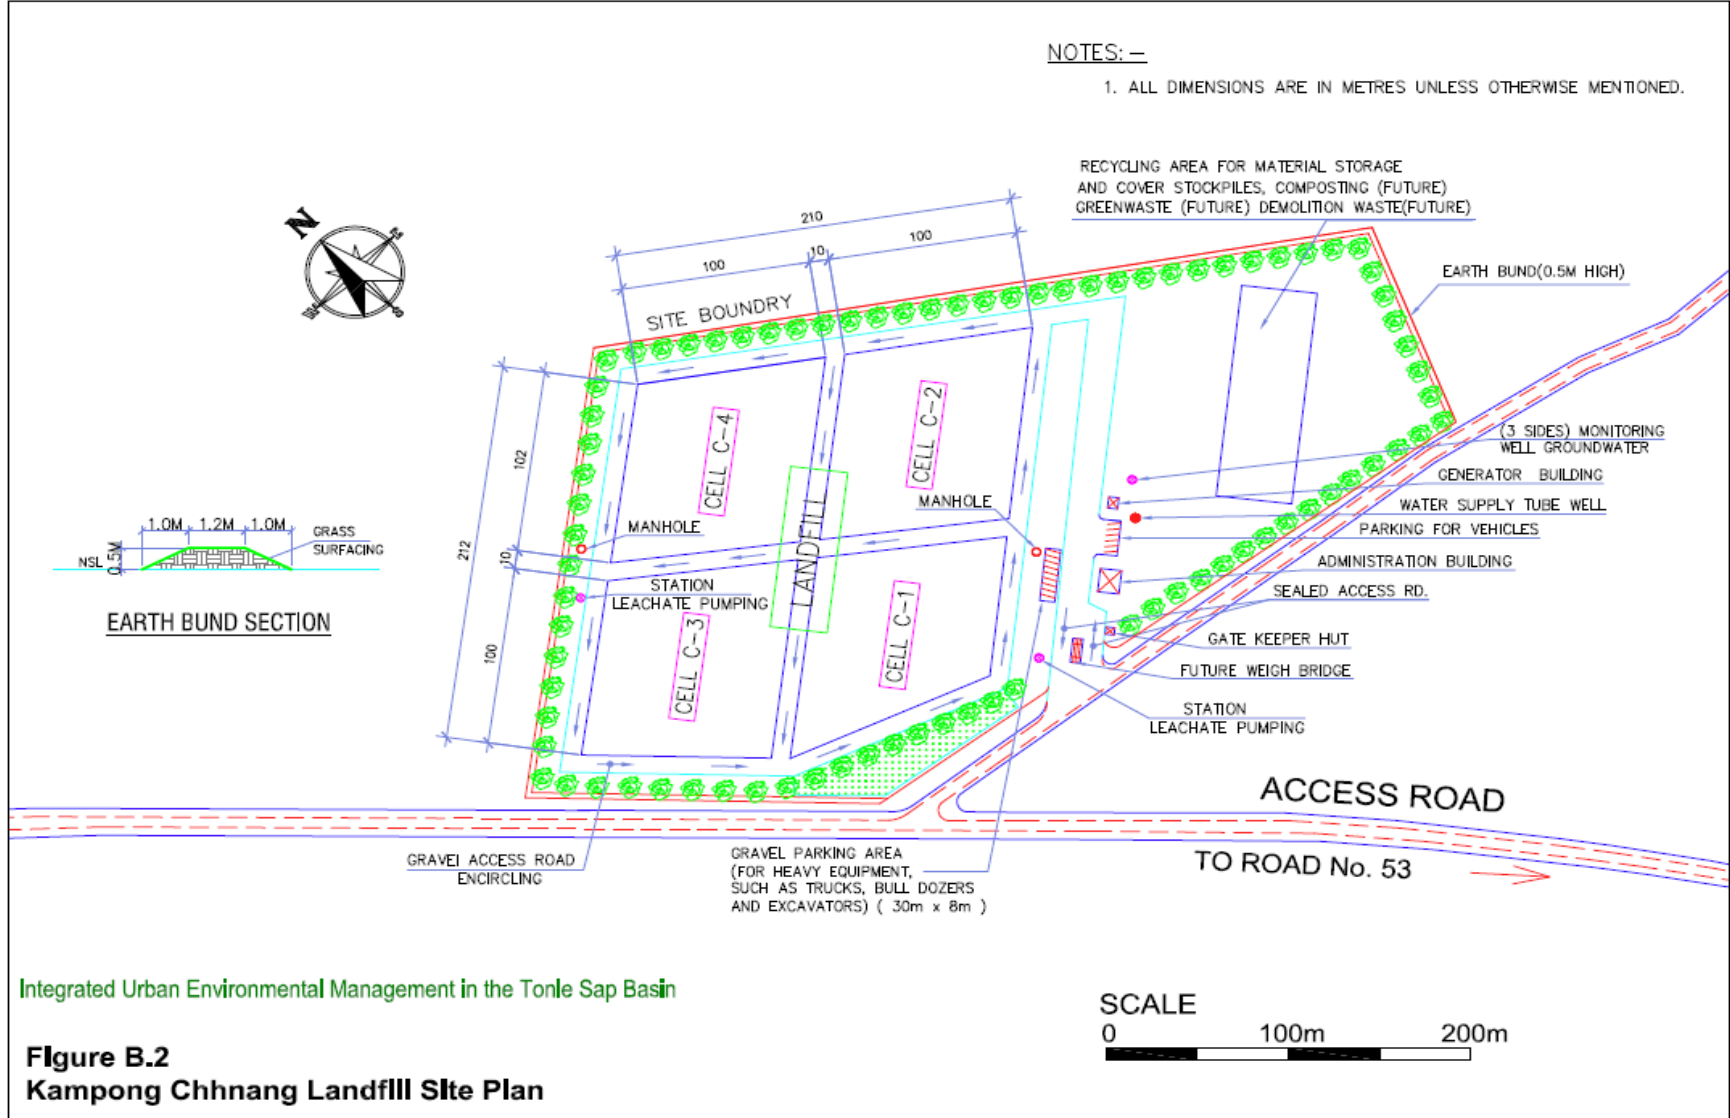 NOTES: —
1. ALL DIMENSIONS ARE IN METRES UNLESS OTHERWISE MENTIONED.
RECYCLING AREA FOR MATERIAL STORAGE
AND COVER STOCKPILES, COMPOSTING (FUTURE)
GREENWASTE (FUTURE) DEMOLITION WASTE(FUTURE)
N
S
210
100
10
100
SITE BOUNDRY
EARTH BUND(0.5M HIGH)
CELL C-4
CELL C-2
102
212
10
100
(3 SIDES) MONITORING
WELL GROUNDWATER
GENERATOR BUILDING
WATER SUPPLY TUBE WELL
PARKING FOR VEHICLES
ADMINISTRATION BUILDING
SEALED ACCESS RD.
GATE KEEPER HUT
FUTURE WEIGH BRIDGE
STATION
LEACHATE PUMPING
MANHOLE
MANHOLE
LANDFILL
STATION
LEACHATE PUMPING
CELL C-3
CELL C-1
1.0M 1.2M 1.0M
GRASS
SURFACING
NSL
0.5M
EARTH BUND SECTION
ACCESS ROAD
TO ROAD No. 53
GRAVEl ACCESS ROAD
ENCIRCLING
GRAVEL PARKING AREA
(FOR HEAVY EQUIPMENT,
SUCH AS TRUCKS, BULL DOZERS
AND EXCAVATORS) ( 30m x 8m )
Integrated Urban Environmental Management in the Tonle Sap Basin
SCALE
0 100m 200m
Figure B.2
Kampong Chhnang Landfill Site Plan